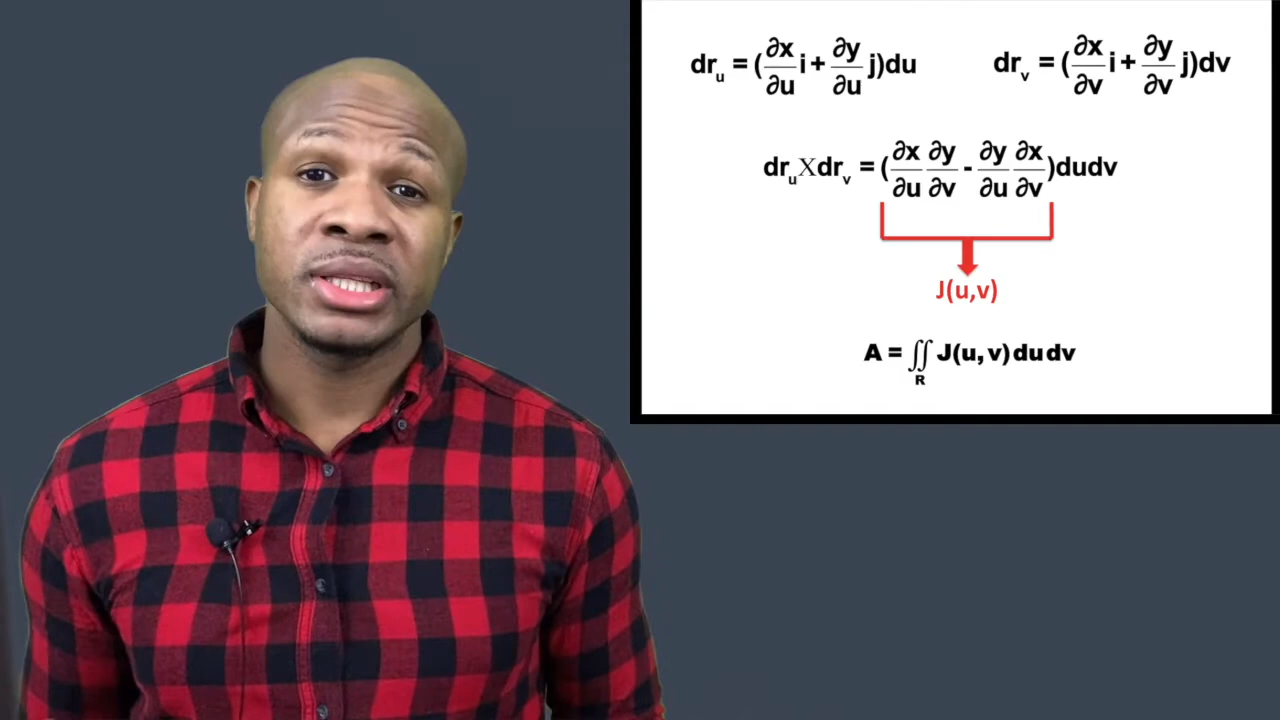 dr_u = (∂x/∂u i + ∂y/∂u j)du    dr_v = (∂x/∂v i + ∂y/∂v j)dv
dr_u X dr_v = (∂x/∂u ∂y/∂v - ∂y/∂u ∂x/∂v)dudv
J(u,v)
A = ∬_R J(u, v) du dv